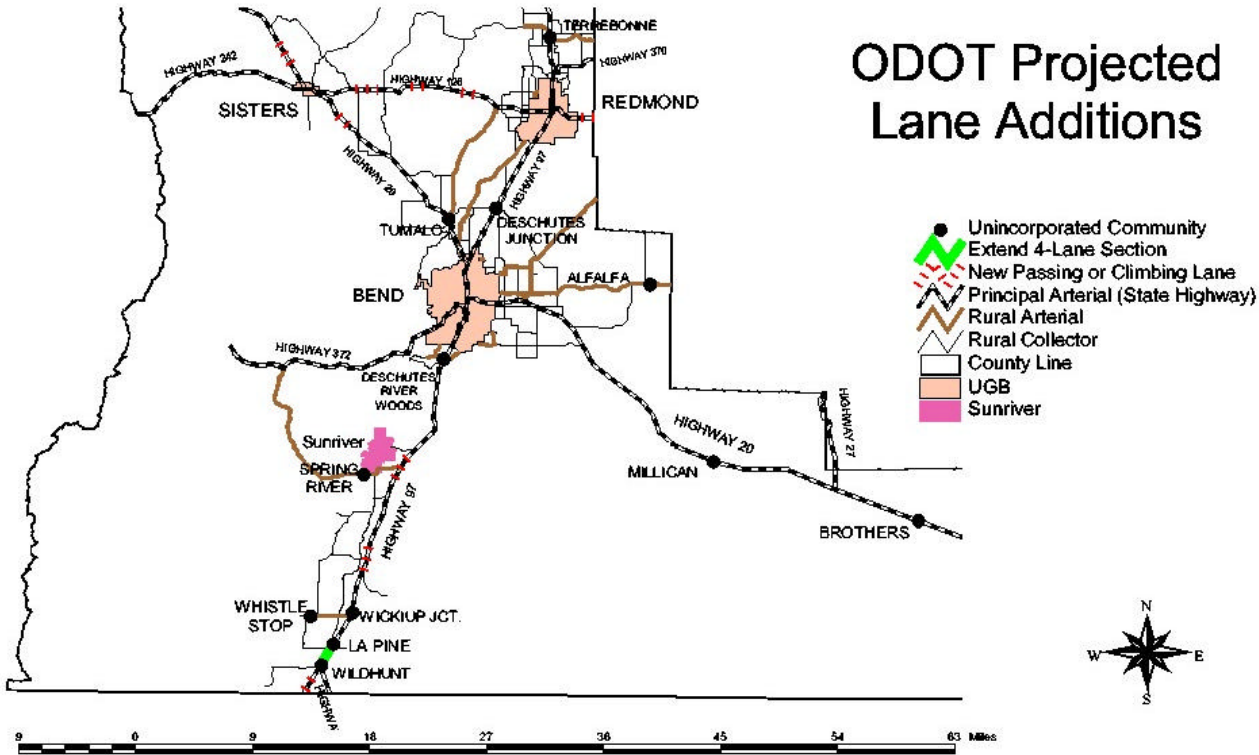 ODOT Projected
Lane Additions
TERREBONNE
HIGHWAY 370
HIGHWAY 242
HIGHWAY 126
SISTERS
REDMOND
HIGHWAY 20
HIGHWAY 97
TUMALO
DESCHUTES
JUNCTION
BEND
ALFALFA
HIGHWAY 372
DESCHUTES
RIVER
WOODS
HIGHWAY 20
HIGHWAY 27
Sunriver
SPRING
RIVER
MILLICAN
BROTHERS
HIGHWAY 97
WHISTLE
STOP
WICKIUP JCT.
LA PINE
WILDHUNT
HIGHWA
Unincorporated Community
Extend 4-Lane Section
New Passing or Climbing Lane
Principal Arterial (State Highway)
Rural Arterial
Rural Collector
County Line
UGB
Sunriver
N
W E
S
9 0 9 18 27 36 45 54 63 Miles